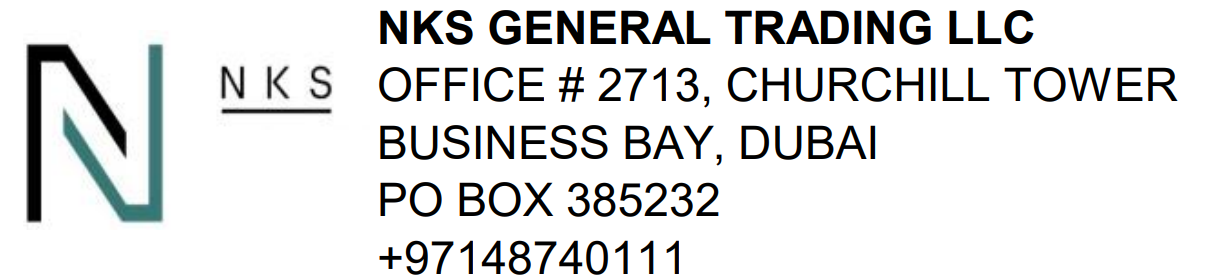 NKS
NKS GENERAL TRADING LLC
OFFICE # 2713, CHURCHILL TOWER
BUSINESS BAY, DUBAI
PO BOX 385232
+97148740111